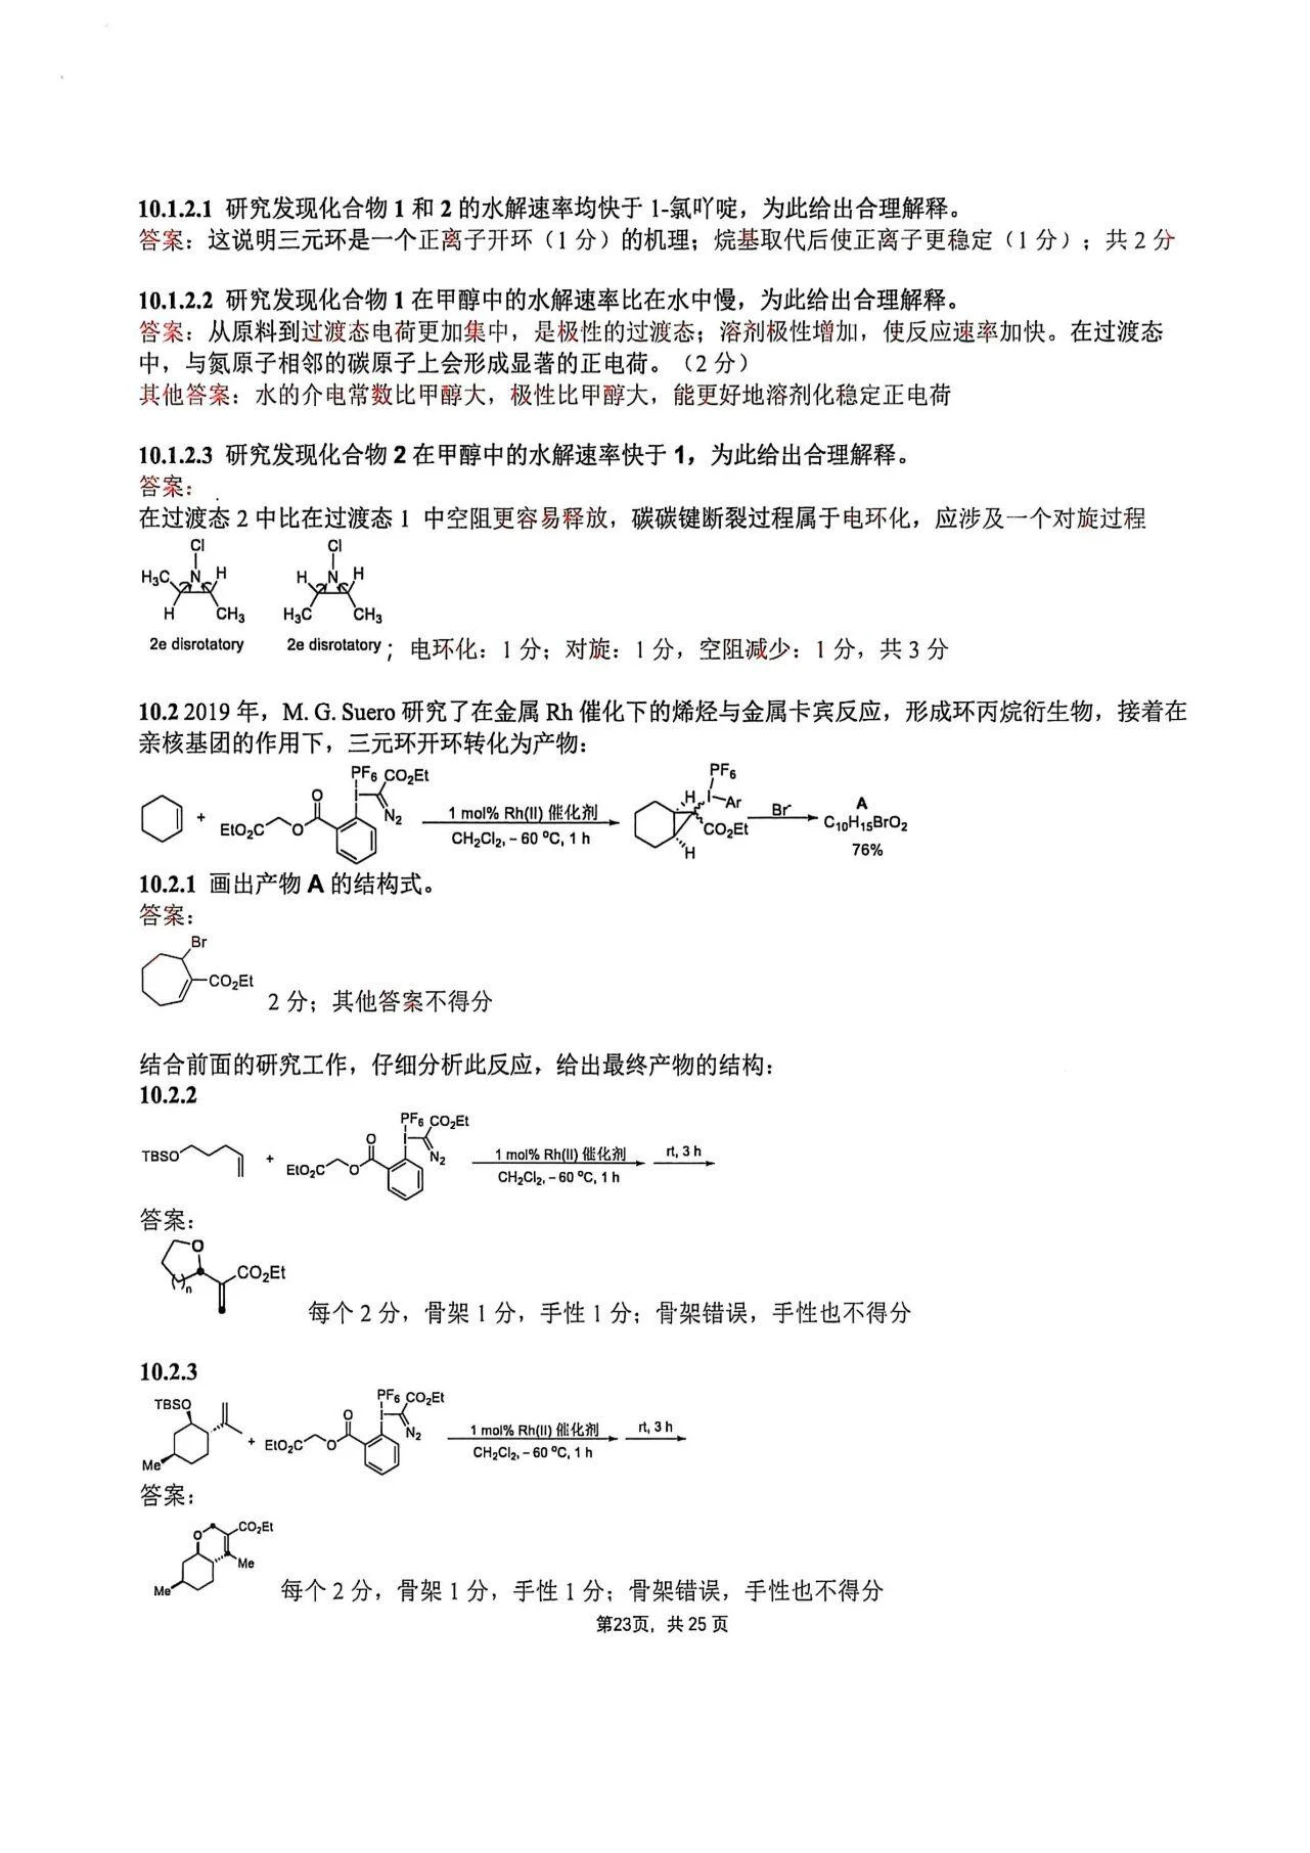 10.1.2.1 研究发现化合物 1 和 2 的水解速率均快于 1-氯吖啶，为此给出合理解释。
答案：这说明三元环是一个正离子开环（1 分）的机理；烷基取代后使正离子更稳定（1 分）；共 2 分
10.1.2.2 研究发现化合物 1 在甲醇中的水解速率比在水中慢，为此给出合理解释。
答案：从原料到过渡态电荷更加集中，是极性的过渡态；溶剂极性增加，使反应速率加快。在过渡态
中，与氮原子相邻的碳原子上会形成显著的正电荷。（2 分）
其他答案：水的介电常数比甲醇大，极性比甲醇大，能更好地溶剂化稳定正电荷
10.1.2.3 研究发现化合物 2 在甲醇中的水解速率快于 1，为此给出合理解释。
答案：
在过渡态 2 中比在过渡态 1 中空阻更容易释放，碳碳键断裂过程属于电环化，应涉及一个对旋过程
Cl Cl
H₃C N H H N H
H CH₃ H₃C CH₃
2e disrotatory 2e disrotatory ；电环化：1 分；对旋：1 分，空阻减少：1 分，共 3 分
10.2 2019 年，M. G. Suero 研究了在金属 Rh 催化下的烯烃与金属卡宾反应，形成环丙烷衍生物，接着在
亲核基团的作用下，三元环开环转化为产物：
PF₆ CO₂Et PF₆
+ EtO₂C O O I N₂ 1 mol% Rh(II) 催化剂 H I Ar Br⁻ A
CH₂Cl₂, – 60 ⁰C, 1 h CO₂Et C₁₀H₁₅BrO₂
H 76%
10.2.1 画出产物 A 的结构式。
答案：
Br
CO₂Et
2 分；其他答案不得分
结合前面的研究工作，仔细分析此反应，给出最终产物的结构：
10.2.2
PF₆ CO₂Et
TBSO + EtO₂C O O I N₂ 1 mol% Rh(II) 催化剂 rt, 3 h
CH₂Cl₂, – 60 ⁰C, 1 h
答案：
O
CO₂Et
( )n
每个 2 分，骨架 1 分，手性 1 分；骨架错误，手性也不得分
10.2.3
TBSO PF₆ CO₂Et
Me + EtO₂C O O I N₂ 1 mol% Rh(II) 催化剂 rt, 3 h
CH₂Cl₂, – 60 ⁰C, 1 h
答案：
O CO₂Et
Me
Me
每个 2 分，骨架 1 分，手性 1 分；骨架错误，手性也不得分
第23页，共 25 页